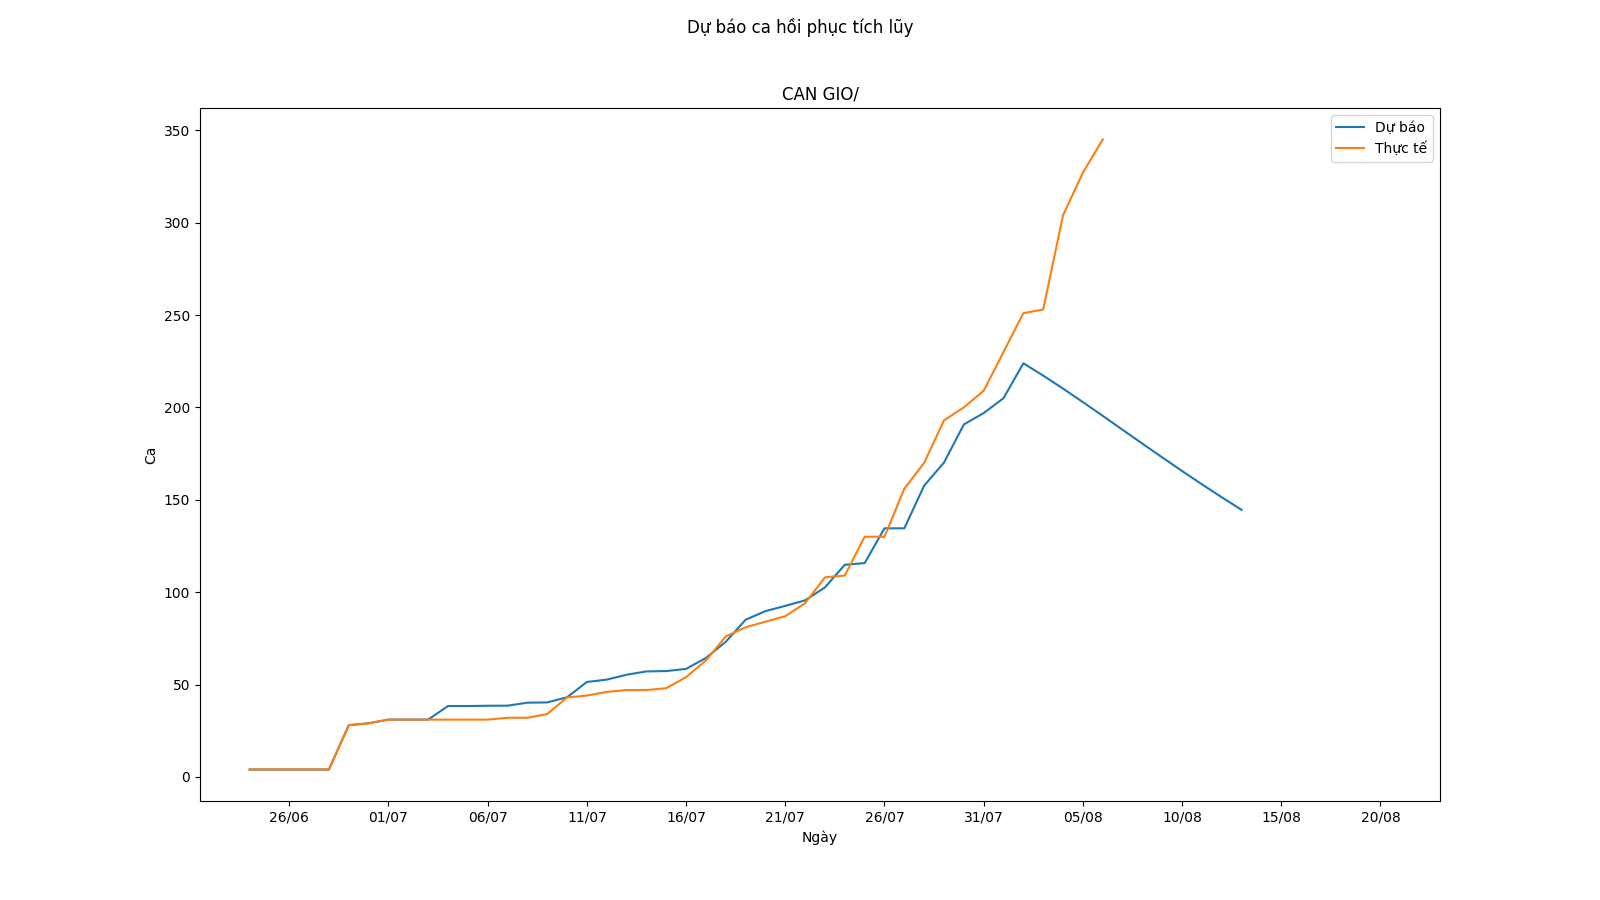 Dự báo ca hồi phục tích lũy
CAN GIO/
Dự báo
Thực tế
350
300
250
200
150
100
50
0
Ca
26/06 01/07 06/07 11/07 16/07 21/07 26/07 31/07 05/08 10/08 15/08 20/08
Ngày